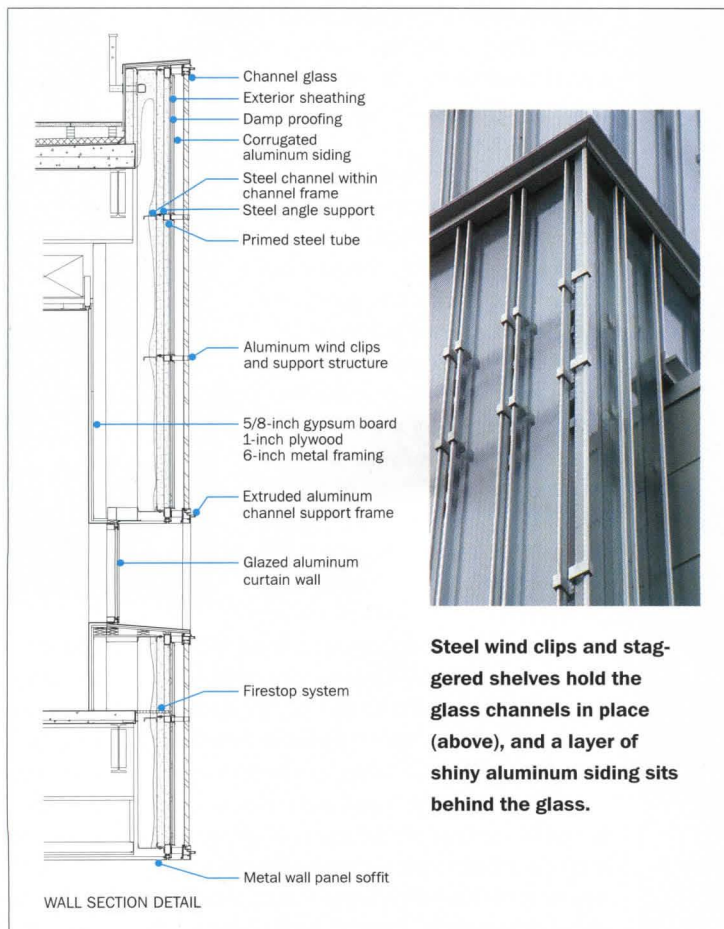 Channel glass
Exterior sheathing
Damp proofing
Corrugated
aluminum siding
Steel channel within
channel frame
Steel angle support
Primed steel tube
Aluminum wind clips
and support structure
5/8-inch gypsum board
1-inch plywood
6-inch metal framing
Extruded aluminum
channel support frame
Glazed aluminum
curtain wall
Firestop system
Metal wall panel soffit
WALL SECTION DETAIL
Steel wind clips and stag-
gered shelves hold the
glass channels in place
(above), and a layer of
shiny aluminum siding sits
behind the glass.